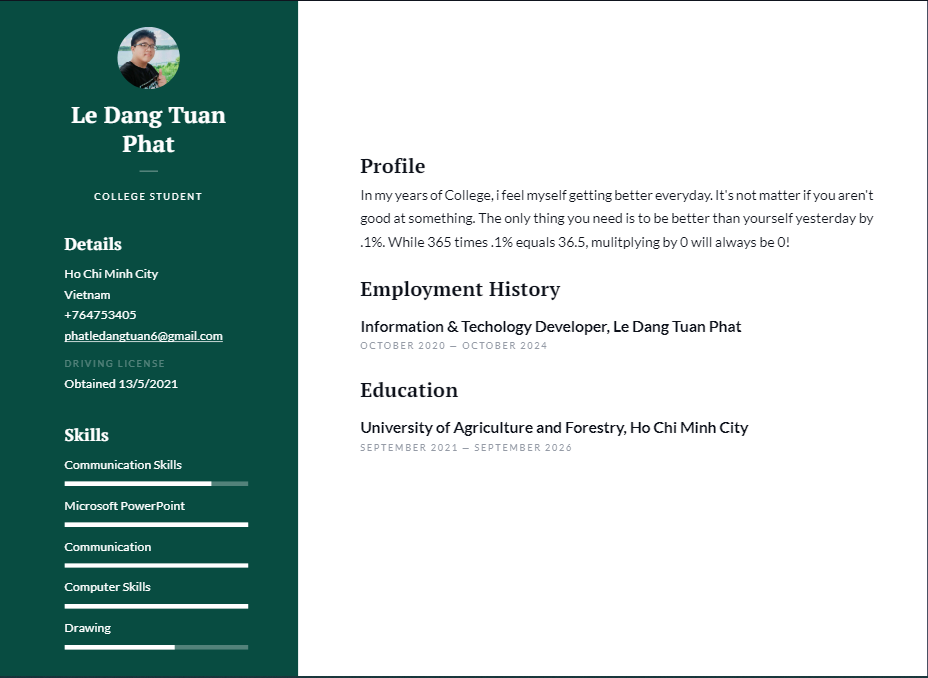 Le Dang Tuan
Phat
COLLEGE STUDENT
Details
Ho Chi Minh City
Vietnam
+764753405
phatledangtuan6@gmail.com
DRIVING LICENSE
Obtained 13/5/2021
Skills
Communication Skills
Microsoft PowerPoint
Communication
Computer Skills
Drawing
Profile
In my years of College, i feel myself getting better everyday. It's not matter if you aren't
good at something. The only thing you need is to be better than yourself yesterday by
.1%. While 365 times .1% equals 36.5, mulitplying by 0 will always be 0!
Employment History
Information & Techology Developer, Le Dang Tuan Phat
OCTOBER 2020 — OCTOBER 2024
Education
University of Agriculture and Forestry, Ho Chi Minh City
SEPTEMBER 2021 — SEPTEMBER 2026